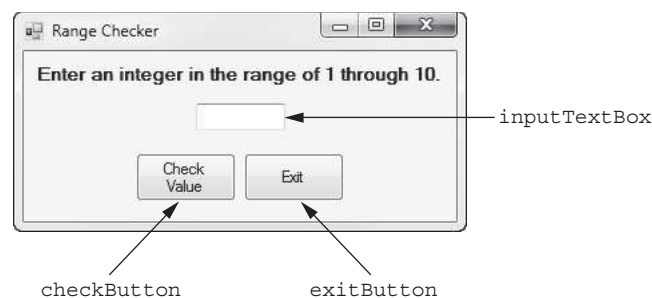 Range Checker
Enter an integer in the range of 1 through 10.
inputTextBox
Check
Value
Exit
checkButton
exitButton